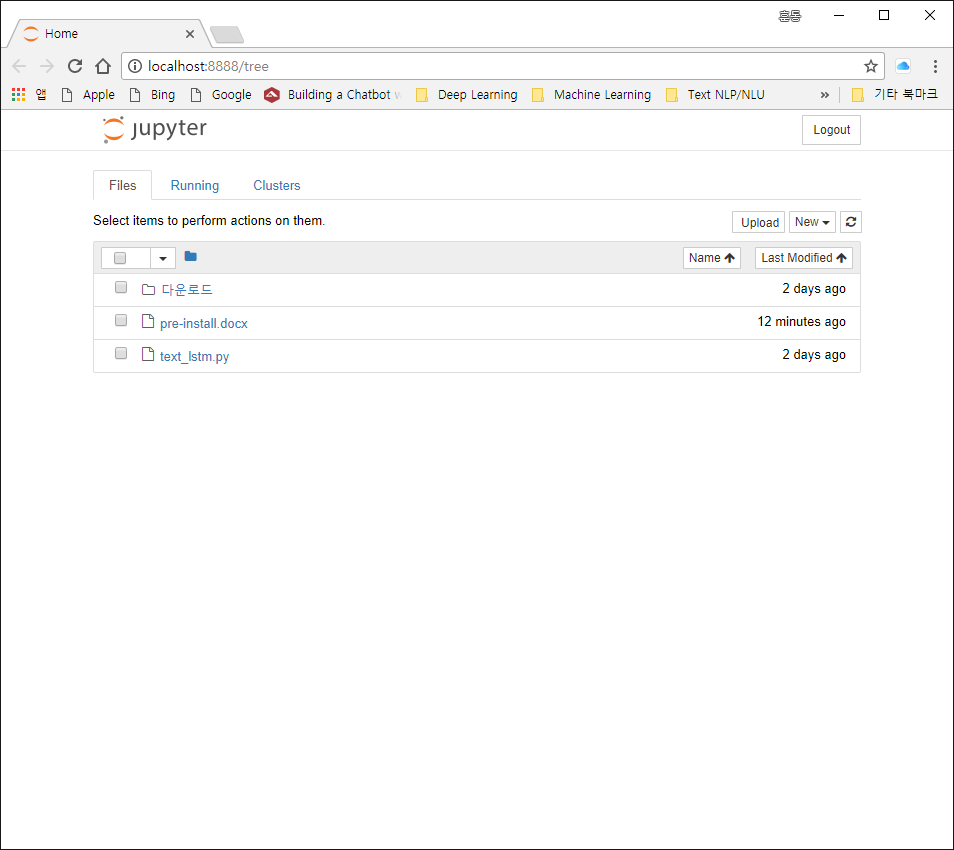 홍동
Home
localhost:8888/tree
앱 Apple Bing Google Building a Chatbot Deep Learning Machine Learning Text NLP/NLU » 기타 북마크
jupyter Logout
Files Running Clusters
Select items to perform actions on them. Upload New
Name Last Modified
다운로드 2 days ago
pre-install.docx 12 minutes ago
text_lstm.py 2 days ago